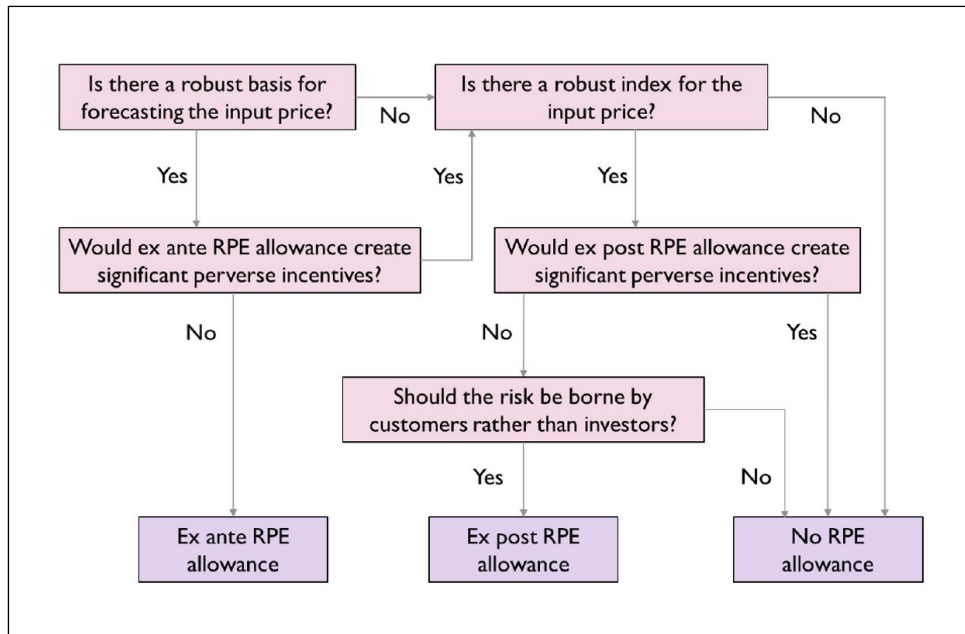 Is there a robust basis for
forecasting the input price?
No
Is there a robust index for the
input price?
No
Yes
Yes
Yes
Would ex ante RPE allowance create
significant perverse incentives?
Would ex post RPE allowance create
significant perverse incentives?
No
No
Yes
Should the risk be borne by
customers rather than investors?
Yes
No
Ex ante RPE
allowance
Ex post RPE
allowance
No RPE
allowance